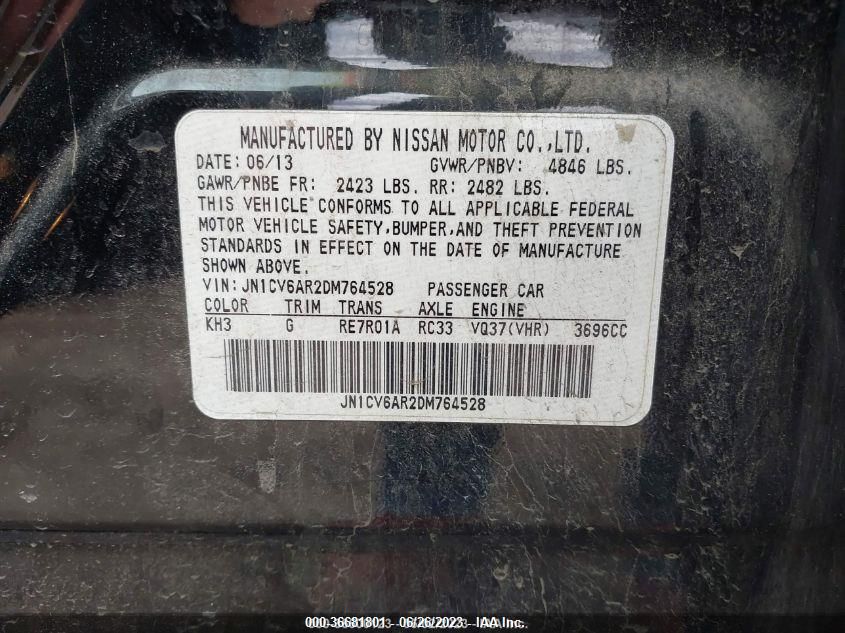 MANUFACTURED BY NISSAN MOTOR CO.,LTD.
DATE: 06/13 GVWR/PNBV: 4846 LBS.
GAWR/PNBE FR: 2423 LBS. RR: 2482 LBS.
THIS VEHICLE CONFORMS TO ALL APPLICABLE FEDERAL
MOTOR VEHICLE SAFETY,BUMPER,AND THEFT PREVENTION
STANDARDS IN EFFECT ON THE DATE OF MANUFACTURE
SHOWN ABOVE.
VIN: JN1CV6AR2DM764528 PASSENGER CAR
COLOR TRIM TRANS AXLE ENGINE
KH3 G RE7R01A RC33 VQ37(VHR) 3696CC
JN1CV6AR2DM764528
000-36681801 - 06/26/2023 - IAA Inc.